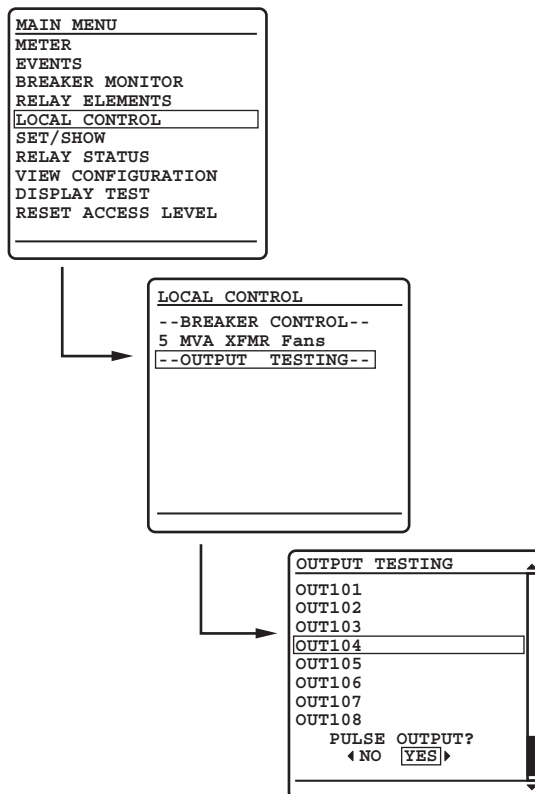 MAIN MENU
METER
EVENTS
BREAKER MONITOR
RELAY ELEMENTS
LOCAL CONTROL
SET/SHOW
RELAY STATUS
VIEW CONFIGURATION
DISPLAY TEST
RESET ACCESS LEVEL
LOCAL CONTROL
--BREAKER CONTROL--
5 MVA XFMR Fans
--OUTPUT TESTING--
OUTPUT TESTING
OUT101
OUT102
OUT103
OUT104
OUT105
OUT106
OUT107
OUT108
PULSE OUTPUT?
NO YES